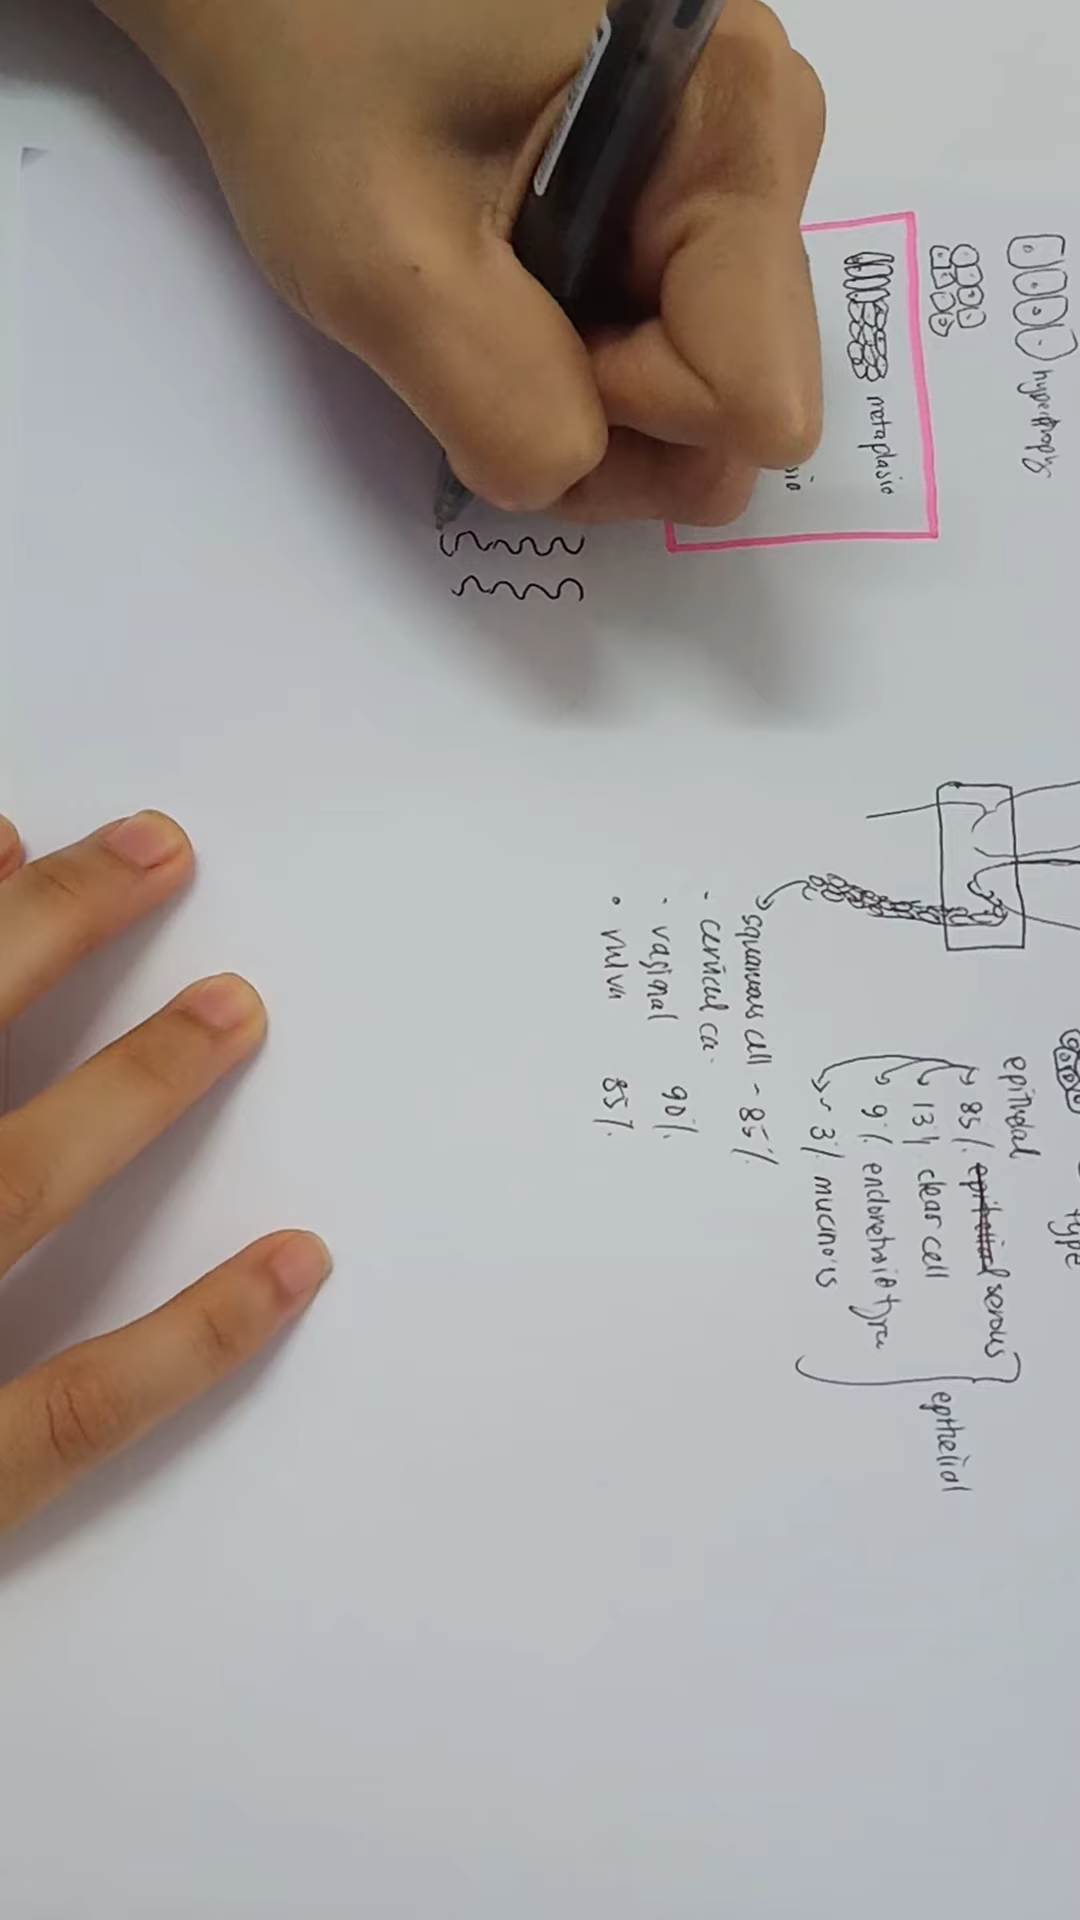 hypertrophy
metaplasia
sia
type
epithelial
85% epithelial serous
13% clear cell
9% endometrioid
3% mucinous
epithelial
squamous cell - 85%
- cervical ca.
- vaginal 90%
• vulva 85%